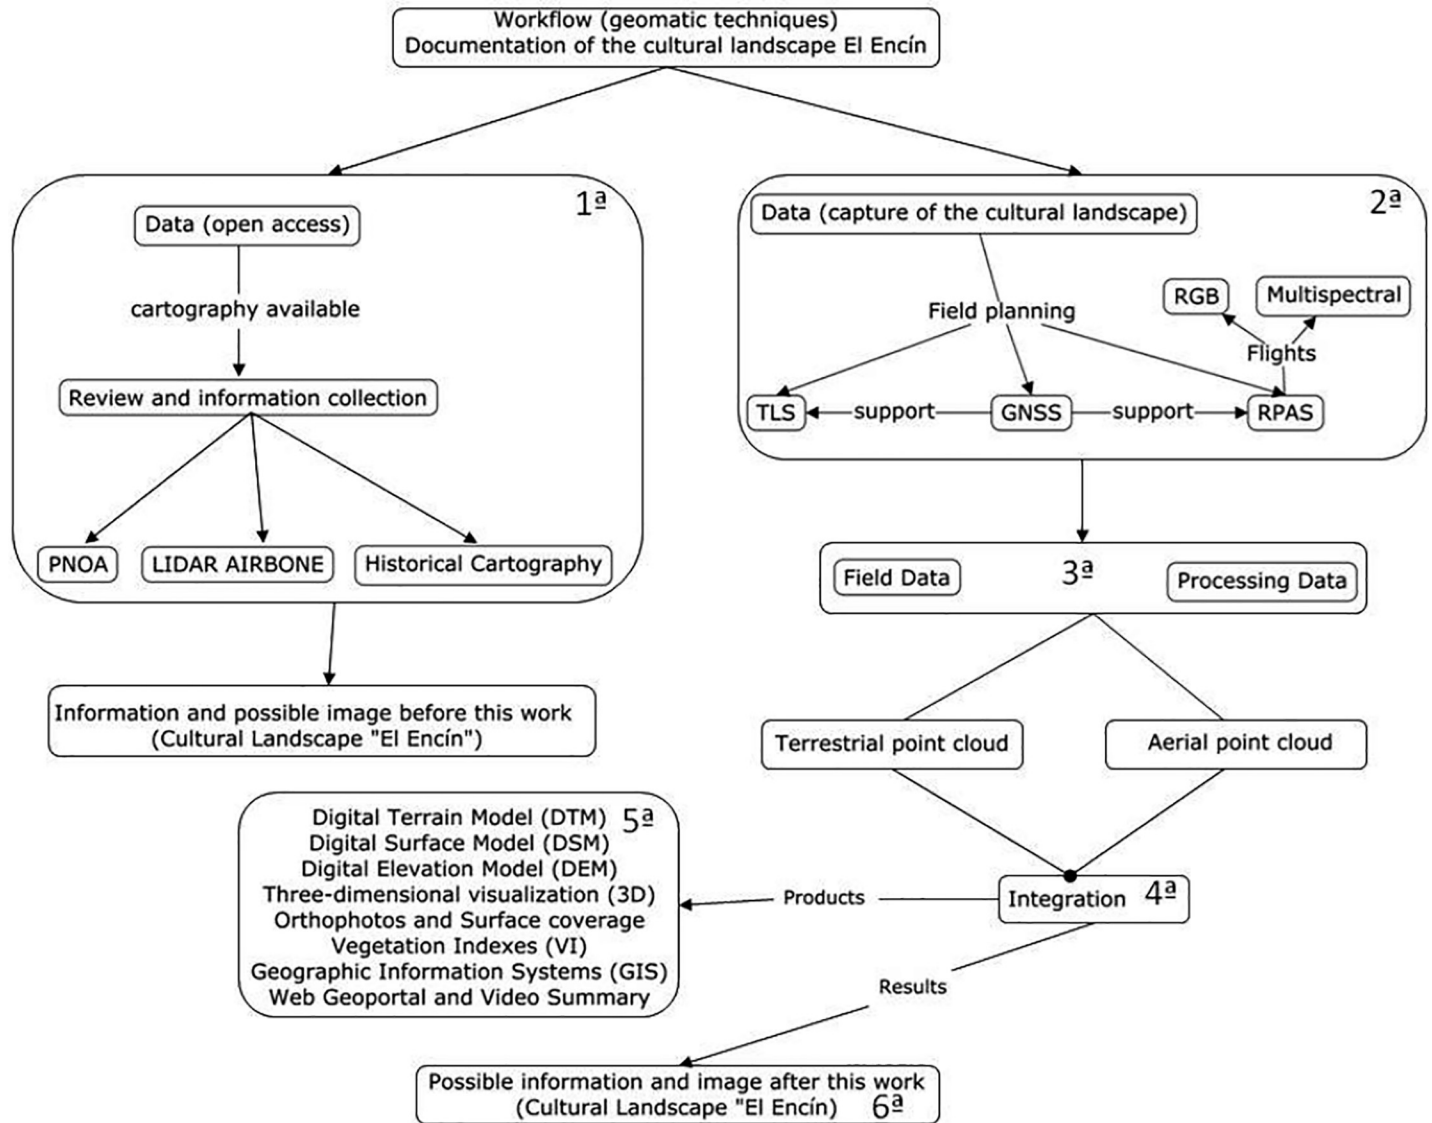 Workflow (geomatic techniques)
Documentation of the cultural landscape El Encín
1ª
Data (open access)
cartography available
Review and information collection
PNOA
LIDAR AIRBONE
Historical Cartography
Information and possible image before this work
(Cultural Landscape "El Encín")
2ª
Data (capture of the cultural landscape)
RGB
Multispectral
Field planning
Flights
TLS
support
GNSS
support
RPAS
Field Data
3ª
Processing Data
Terrestrial point cloud
Aerial point cloud
Integration
4ª
Products
Digital Terrain Model (DTM)
5ª
Digital Surface Model (DSM)
Digital Elevation Model (DEM)
Three-dimensional visualization (3D)
Orthophotos and Surface coverage
Vegetation Indexes (VI)
Geographic Information Systems (GIS)
Web Geoportal and Video Summary
Results
Possible information and image after this work
(Cultural Landscape "El Encín)
6ª